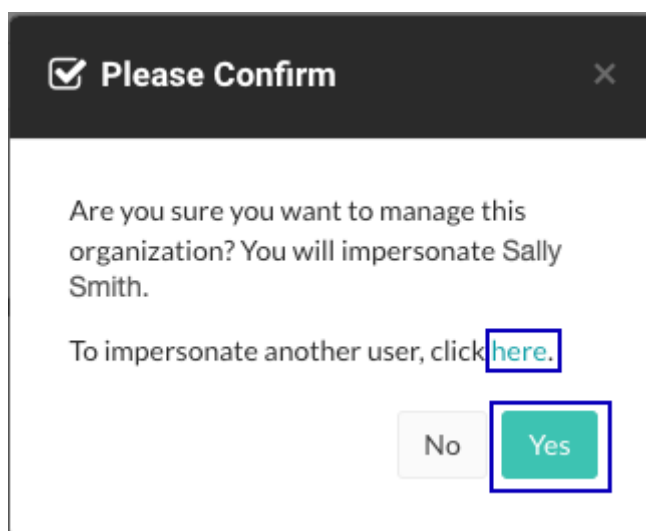 Please Confirm
Are you sure you want to manage this
organization? You will impersonate Sally
Smith.
To impersonate another user, click here.
No
Yes